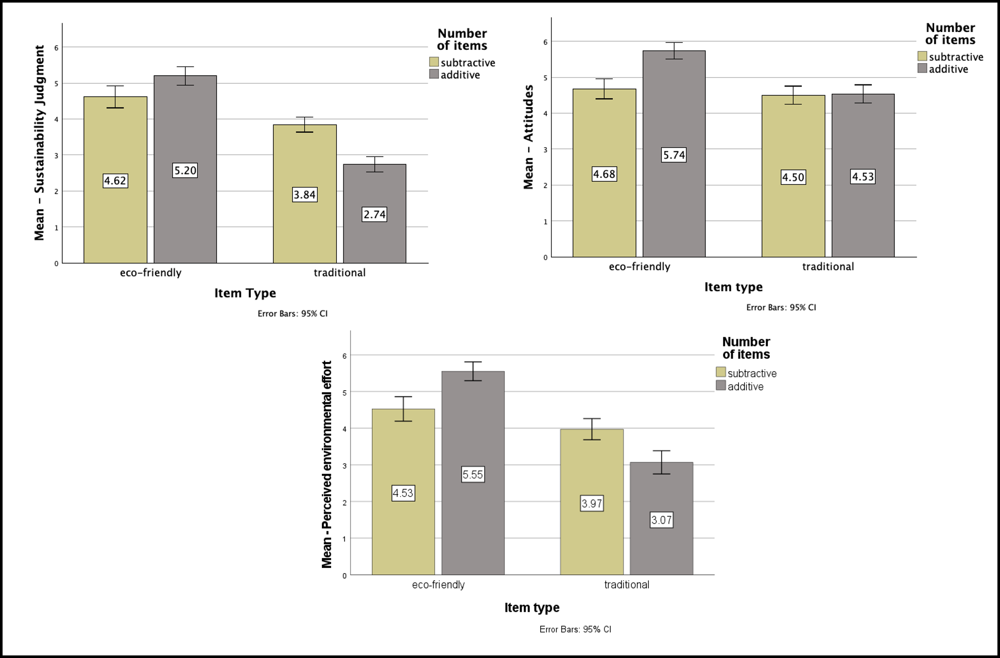 Mean – Sustainability Judgment
6
5
4
3
2
1
0
4.62
5.20
3.84
2.74
eco–friendly
traditional
Item Type
Error Bars: 95% CI
Number
of items
subtractive
additive
Mean – Attitudes
6
5
4
3
2
1
0
4.68
5.74
4.50
4.53
eco–friendly
traditional
Item type
Error Bars: 95% CI
Number
of items
subtractive
additive
Mean - Perceived environmental effort
6
5
4
3
2
1
0
4.53
5.55
3.97
3.07
eco-friendly
traditional
Item type
Error Bars: 95% CI
Number
of items
subtractive
additive